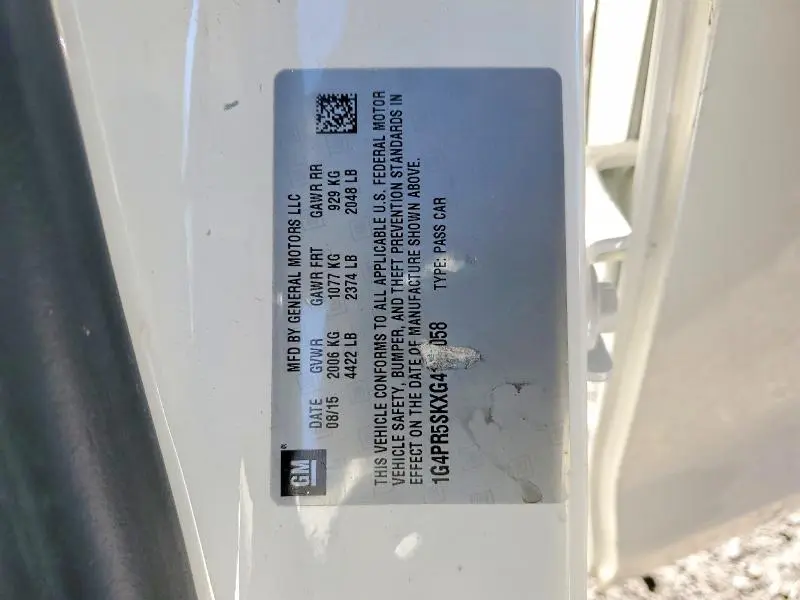 GM
MFD BY GENERAL MOTORS LLC
DATE GVWR GAWR FRT GAWR RR
08/15 2006 KG 1077 KG 929 KG
4422 LB 2374 LB 2048 LB
THIS VEHICLE CONFORMS TO ALL APPLICABLE U.S. FEDERAL MOTOR
VEHICLE SAFETY, BUMPER, AND THEFT PREVENTION STANDARDS IN
EFFECT ON THE DATE OF MANUFACTURE SHOWN ABOVE.
TYPE: PASS CAR